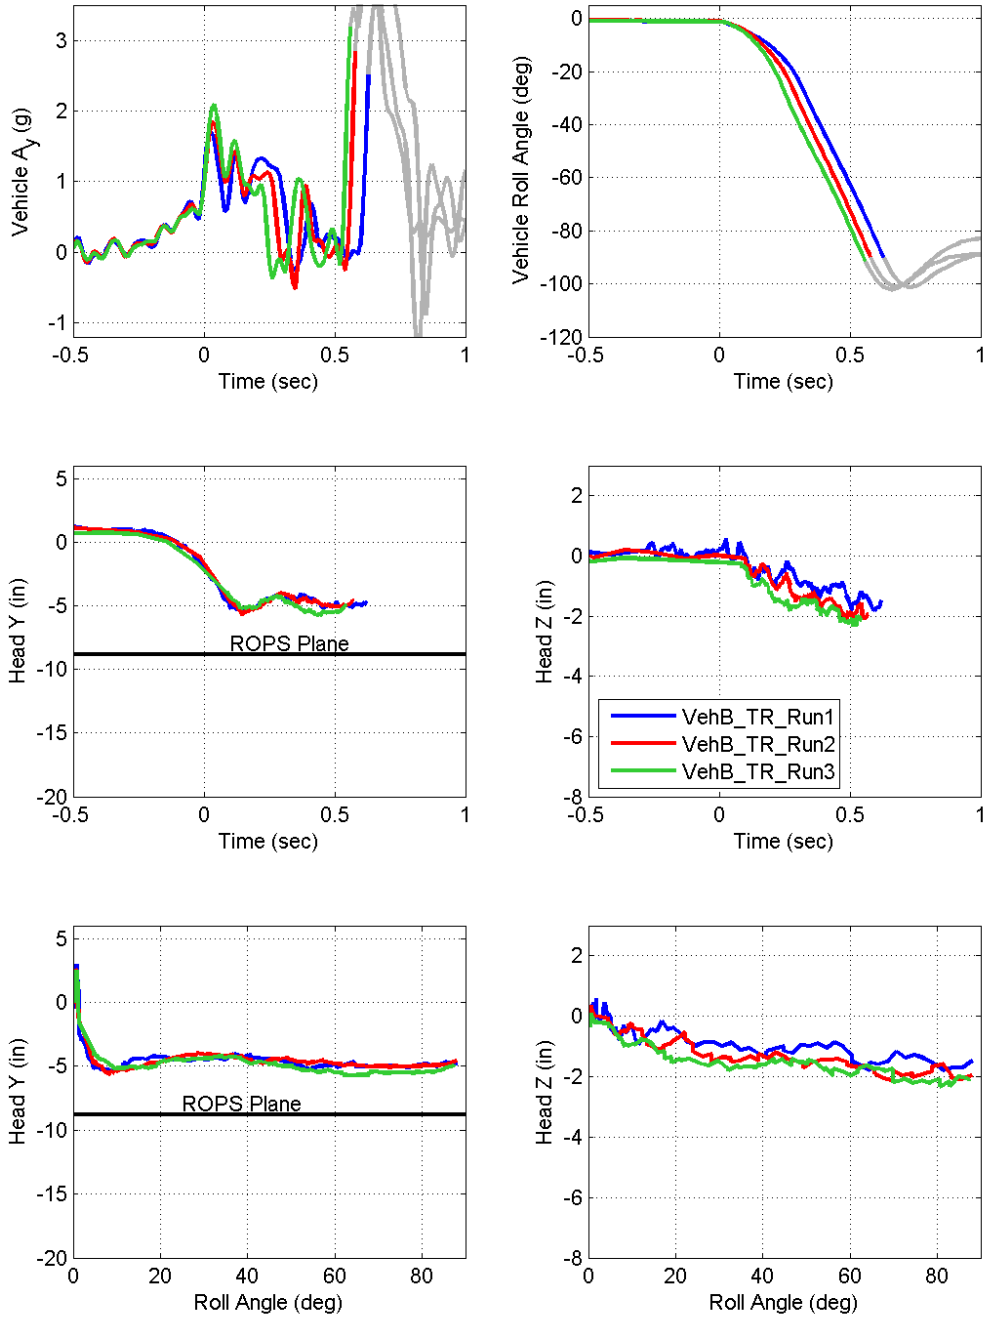 Vehicle Ay (g)
3
2
1
0
-1
-0.5 0 0.5 1
Time (sec)
Vehicle Roll Angle (deg)
0
-20
-40
-60
-80
-100
-120
-0.5 0 0.5 1
Time (sec)
Head Y (in)
5
0
-5
ROPS Plane
-10
-15
-20
-0.5 0 0.5 1
Time (sec)
Head Z (in)
2
0
-2
-4
VehB_TR_Run1
VehB_TR_Run2
-6
VehB_TR_Run3
-8
-0.5 0 0.5 1
Time (sec)
Head Y (in)
5
0
-5
ROPS Plane
-10
-15
-20
0 20 40 60 80
Roll Angle (deg)
Head Z (in)
2
0
-2
-4
-6
-8
0 20 40 60 80
Roll Angle (deg)